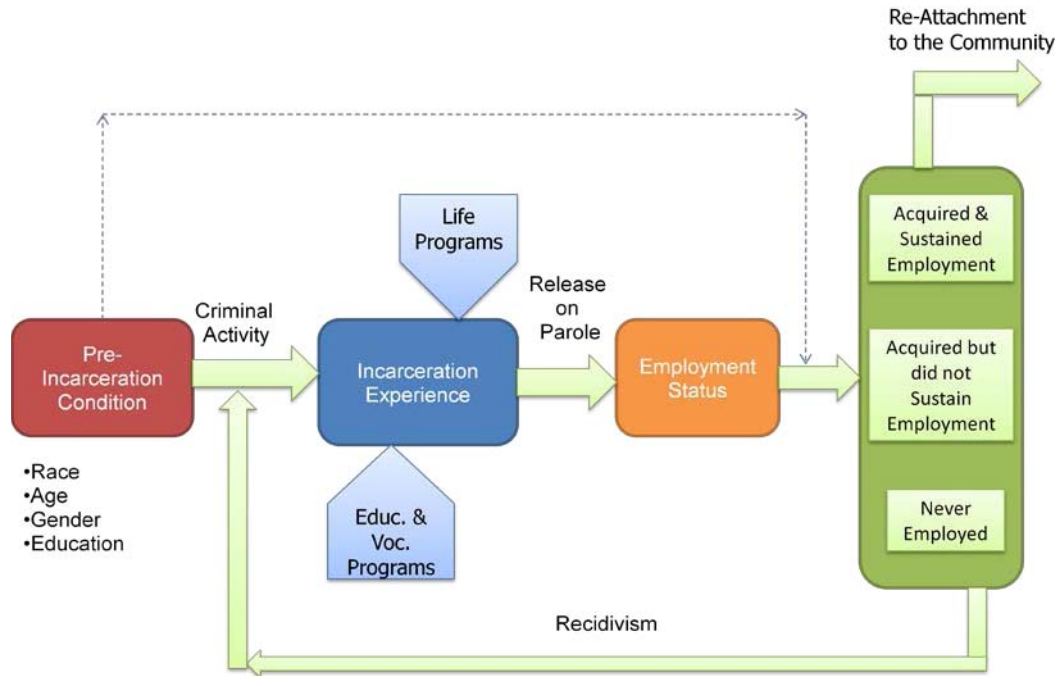 Re-Attachment
to the Community
Life
Programs
Criminal
Activity
Release
on
Parole
Pre-
Incarceration
Condition
Incarceration
Experience
Employment
Status
Acquired &
Sustained
Employment
Acquired but
did not
Sustain
Employment
Never
Employed
•Race
•Age
•Gender
•Education
Educ. &
Voc.
Programs
Recidivism